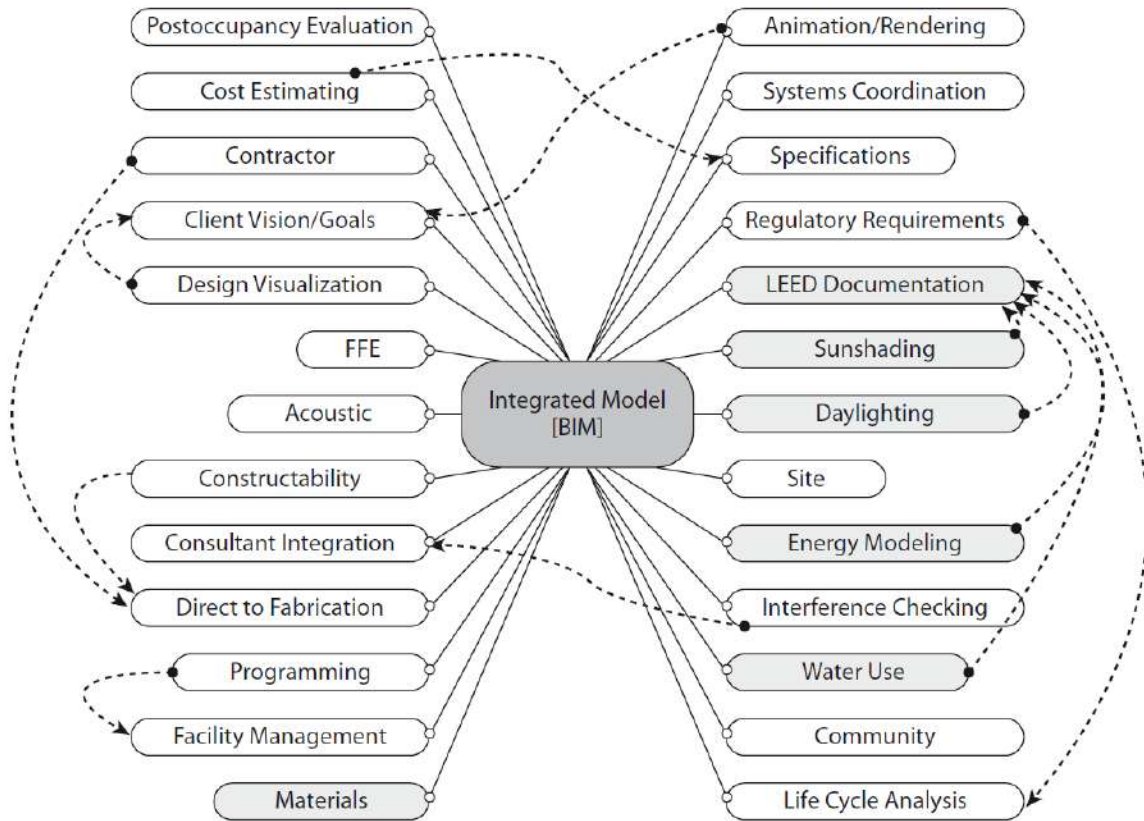 Postoccupancy Evaluation
Animation/Rendering
Cost Estimating
Systems Coordination
Contractor
Specifications
Client Vision/Goals
Regulatory Requirements
Design Visualization
LEED Documentation
FFE
Sunshading
Integrated Model
[BIM]
Acoustic
Daylighting
Constructability
Site
Consultant Integration
Energy Modeling
Direct to Fabrication
Interference Checking
Programming
Water Use
Facility Management
Community
Materials
Life Cycle Analysis